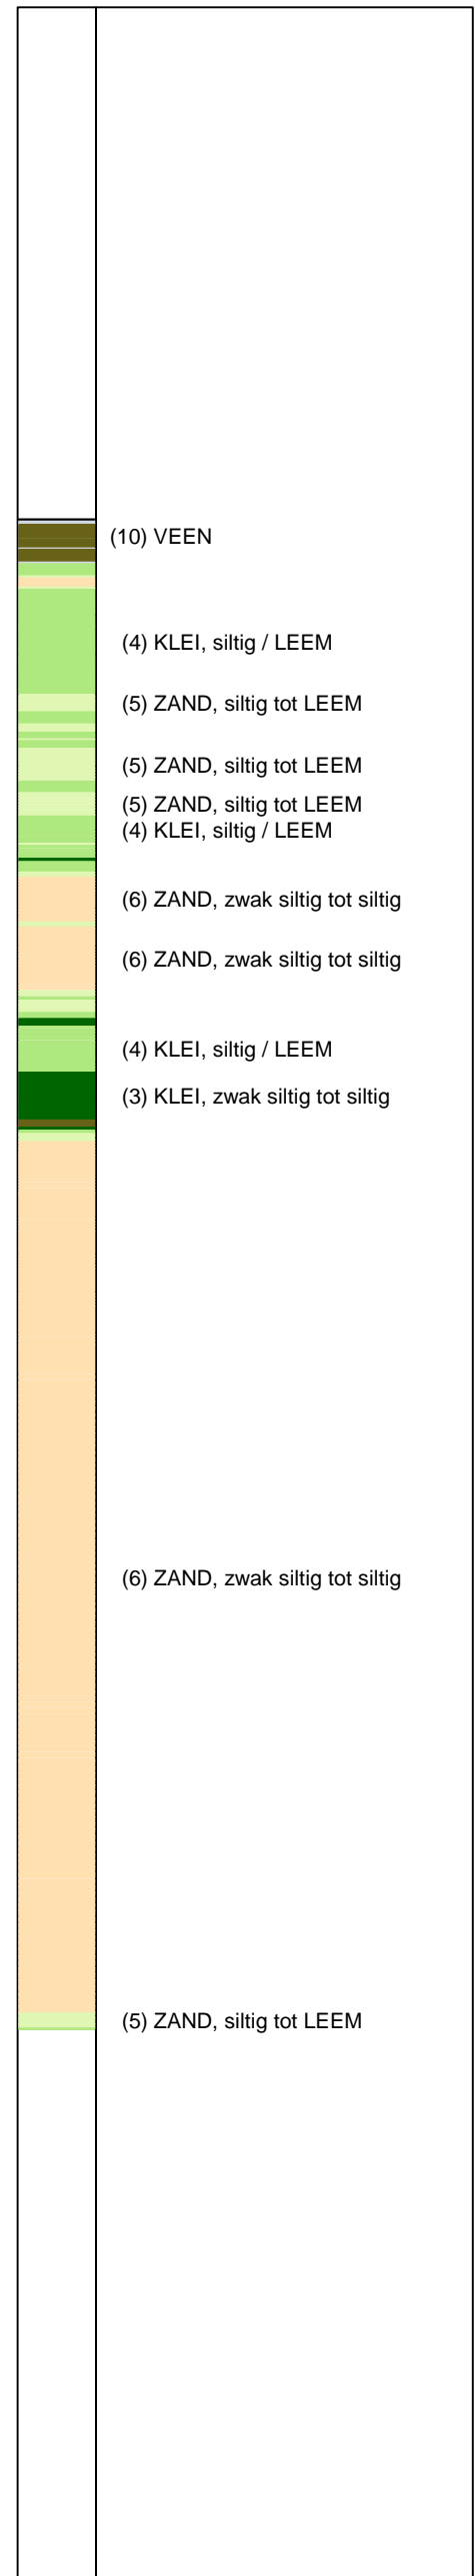 (10) VEEN
(4) KLEI, siltig / LEEM
(5) ZAND, siltig tot LEEM
(5) ZAND, siltig tot LEEM
(5) ZAND, siltig tot LEEM
(4) KLEI, siltig / LEEM
(6) ZAND, zwak siltig tot siltig
(6) ZAND, zwak siltig tot siltig
(4) KLEI, siltig / LEEM
(3) KLEI, zwak siltig tot siltig
(6) ZAND, zwak siltig tot siltig
(5) ZAND, siltig tot LEEM